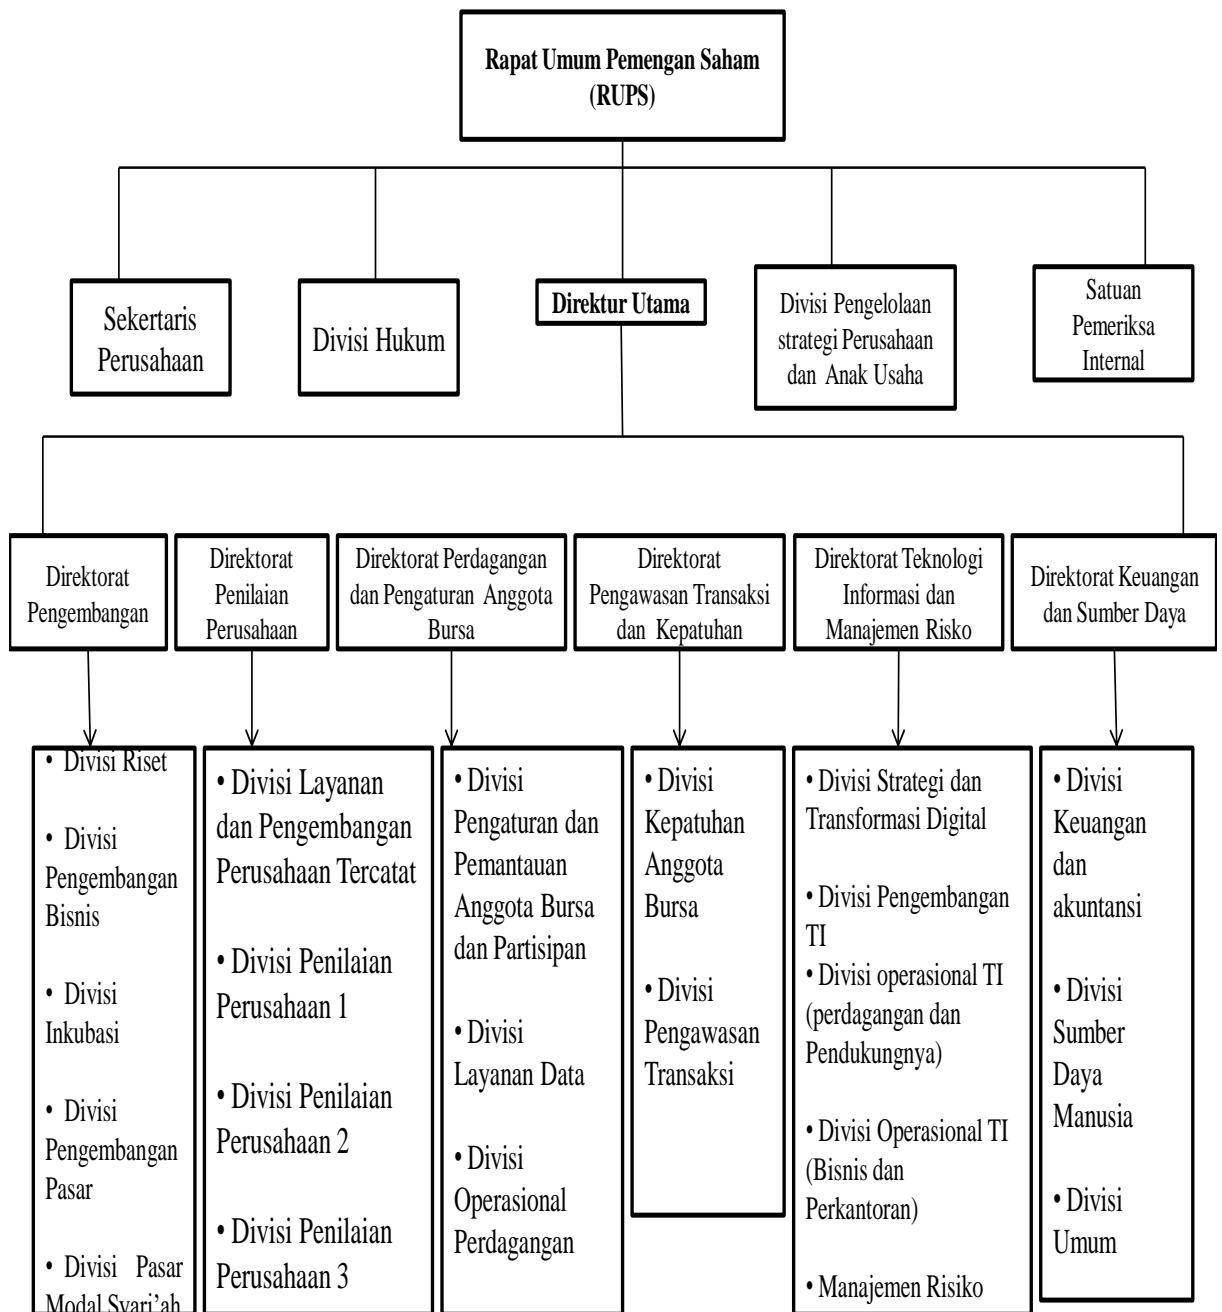 Rapat Umum Pemengan Saham
(RUPS)
Sekertaris
Perusahaan
Divisi Hukum
Direktur Utama
Divisi Pengelolaan
strategi Perusahaan
dan Anak Usaha
Satuan
Pemeriksa
Internal
Direktorat
Pengembangan
Direktorat
Penilaian
Perusahaan
Direktorat Perdagangan
dan Pengaturan Anggota
Bursa
Direktorat
Pengawasan Transaksi
dan Kepatuhan
Direktorat Teknologi
Informasi dan
Manajemen Risko
Direktorat Keuangan
dan Sumber Daya
• Divisi Riset
• Divisi
Pengembangan
Bisnis
• Divisi
Inkubasi
• Divisi
Pengembangan
Pasar
• Divisi Pasar
Modal Syari'ah
• Divisi Layanan
dan Pengembangan
Perusahaan Tercatat
• Divisi Penilaian
Perusahaan 1
• Divisi Penilaian
Perusahaan 2
• Divisi Penilaian
Perusahaan 3
• Divisi
Pengaturan dan
Pemantauan
Anggota Bursa
dan Partisipan
• Divisi
Layanan Data
• Divisi
Operasional
Perdagangan
• Divisi
Kepatuhan
Anggota
Bursa
• Divisi
Pengawasan
Transaksi
• Divisi Strategi dan
Transformasi Digital
• Divisi Pengembangan
TI
• Divisi operasional TI
(perdagangan dan
Pendukungnya)
• Divisi Operasional TI
(Bisnis dan
Perkantoran)
• Manajemen Risiko
• Divisi
Keuangan
dan
akuntansi
• Divisi
Sumber
Daya
Manusia
• Divisi
Umum